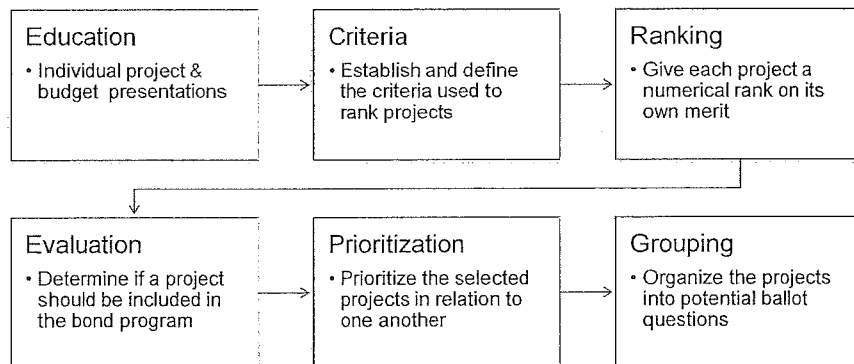 Education
• Individual project &
budget presentations
Criteria
• Establish and define
the criteria used to
rank projects
Ranking
• Give each project a
numerical rank on its
own merit
Evaluation
• Determine if a project
should be included in
the bond program
Prioritization
• Prioritize the selected
projects in relation to
one another
Grouping
• Organize the projects
into potential ballot
questions